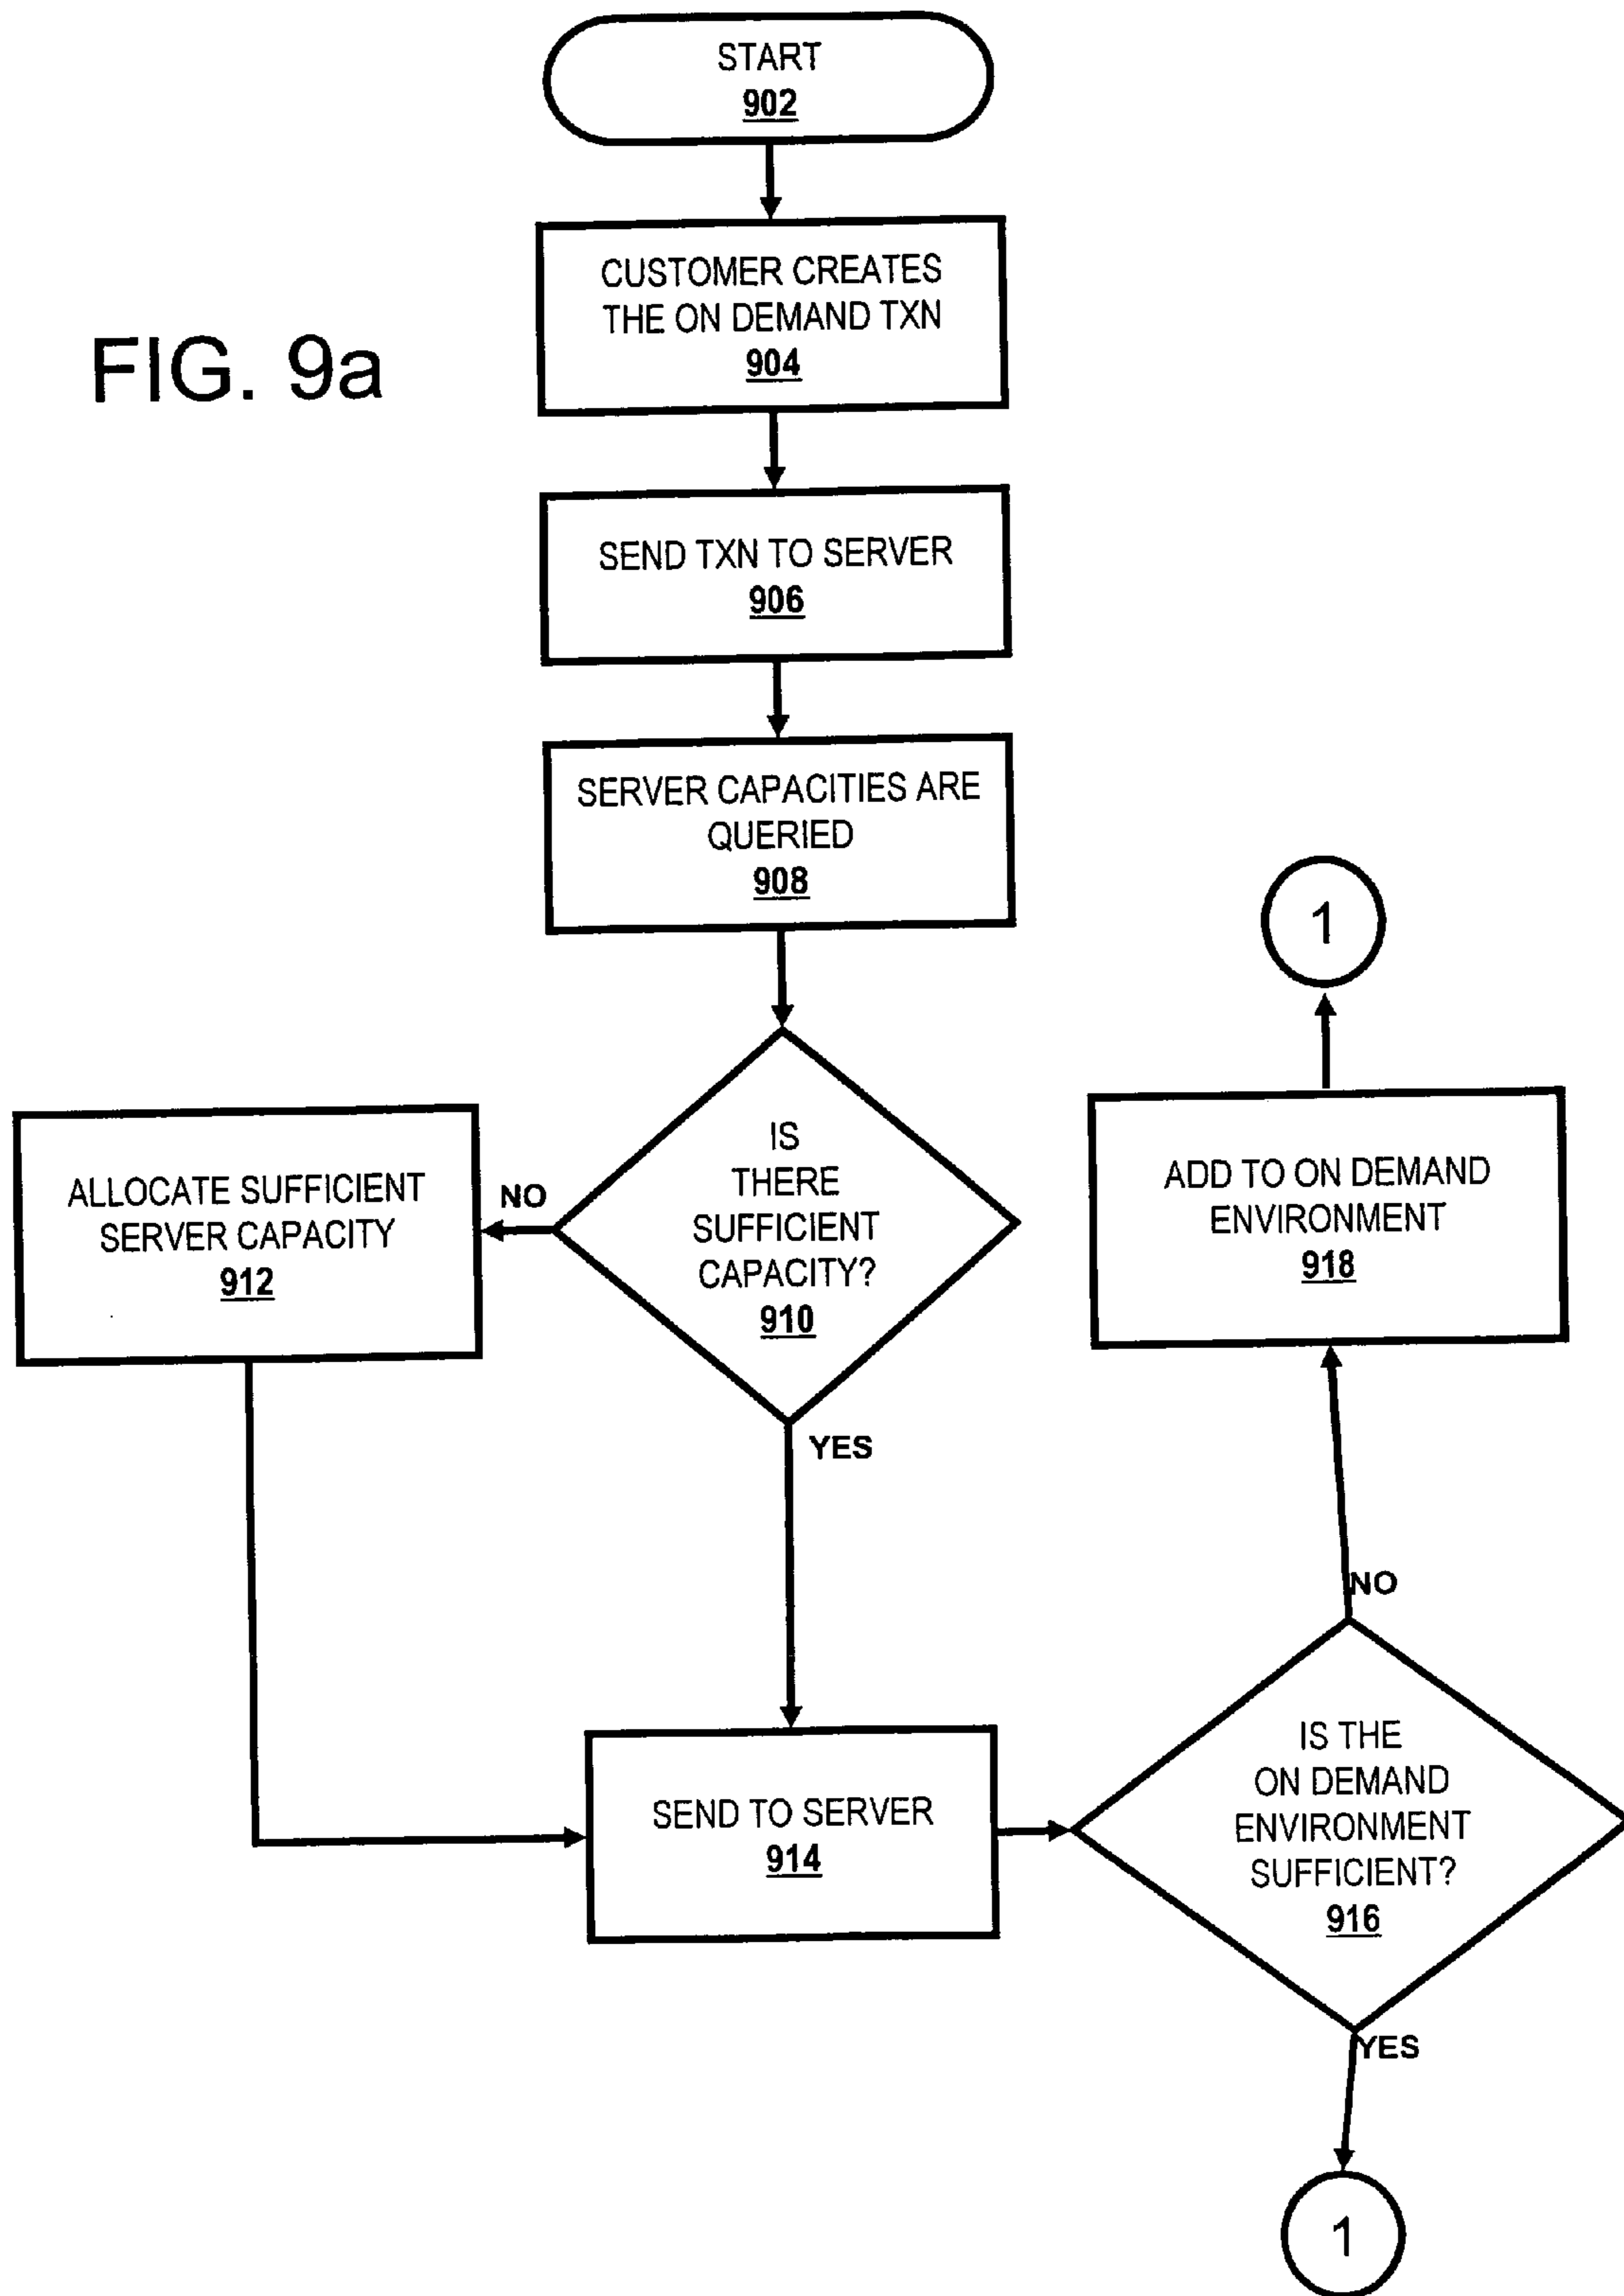 START
902
CUSTOMER CREATES
THE ON DEMAND TXN
904
FIG. 9a
SEND TXN TO SERVER
906
SERVER CAPACITIES ARE
QUERIED
908
1
IS
THERE
SUFFICIENT
CAPACITY?
910
NO
ALLOCATE SUFFICIENT
SERVER CAPACITY
912
ADD TO ON DEMAND
ENVIRONMENT
918
YES
NO
SEND TO SERVER
914
IS THE
ON DEMAND
ENVIRONMENT
SUFFICIENT?
916
YES
1